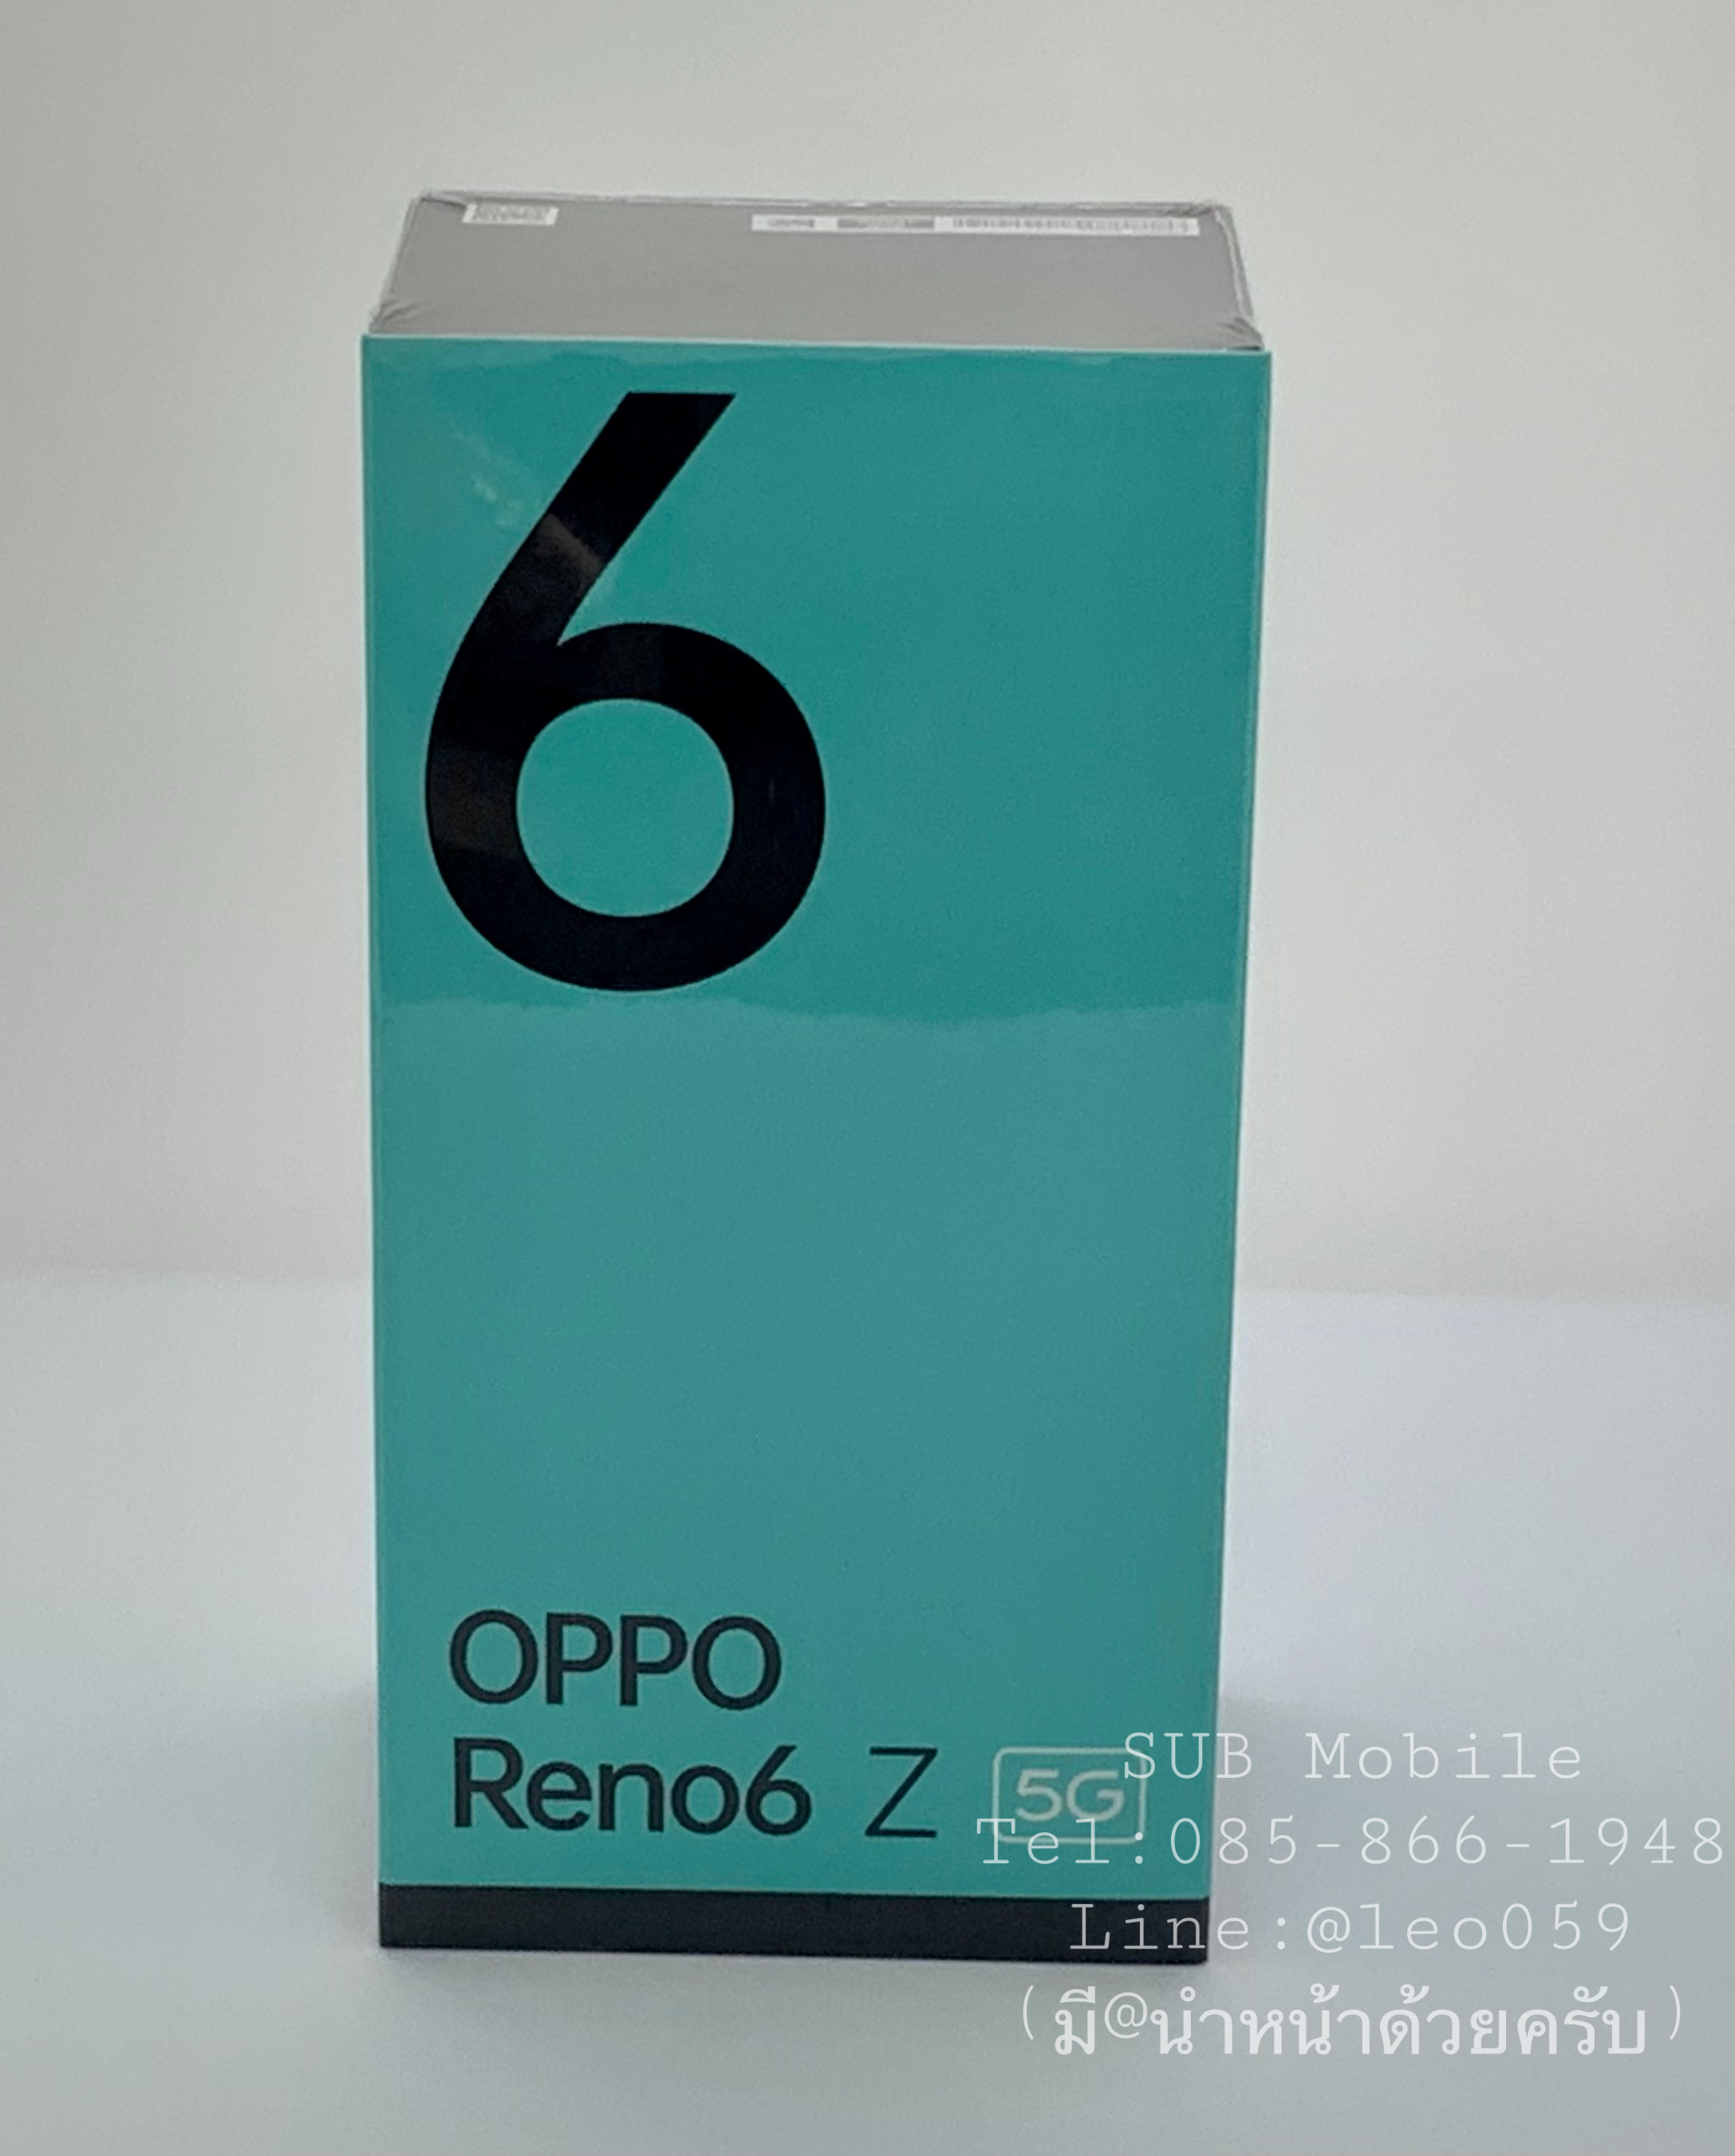 6
OPPO
Reno6 Z 5G
SUB Mobile
Tel:085-866-1948
Line:@leo059
(มี@นำหน้าด้วยครับ)